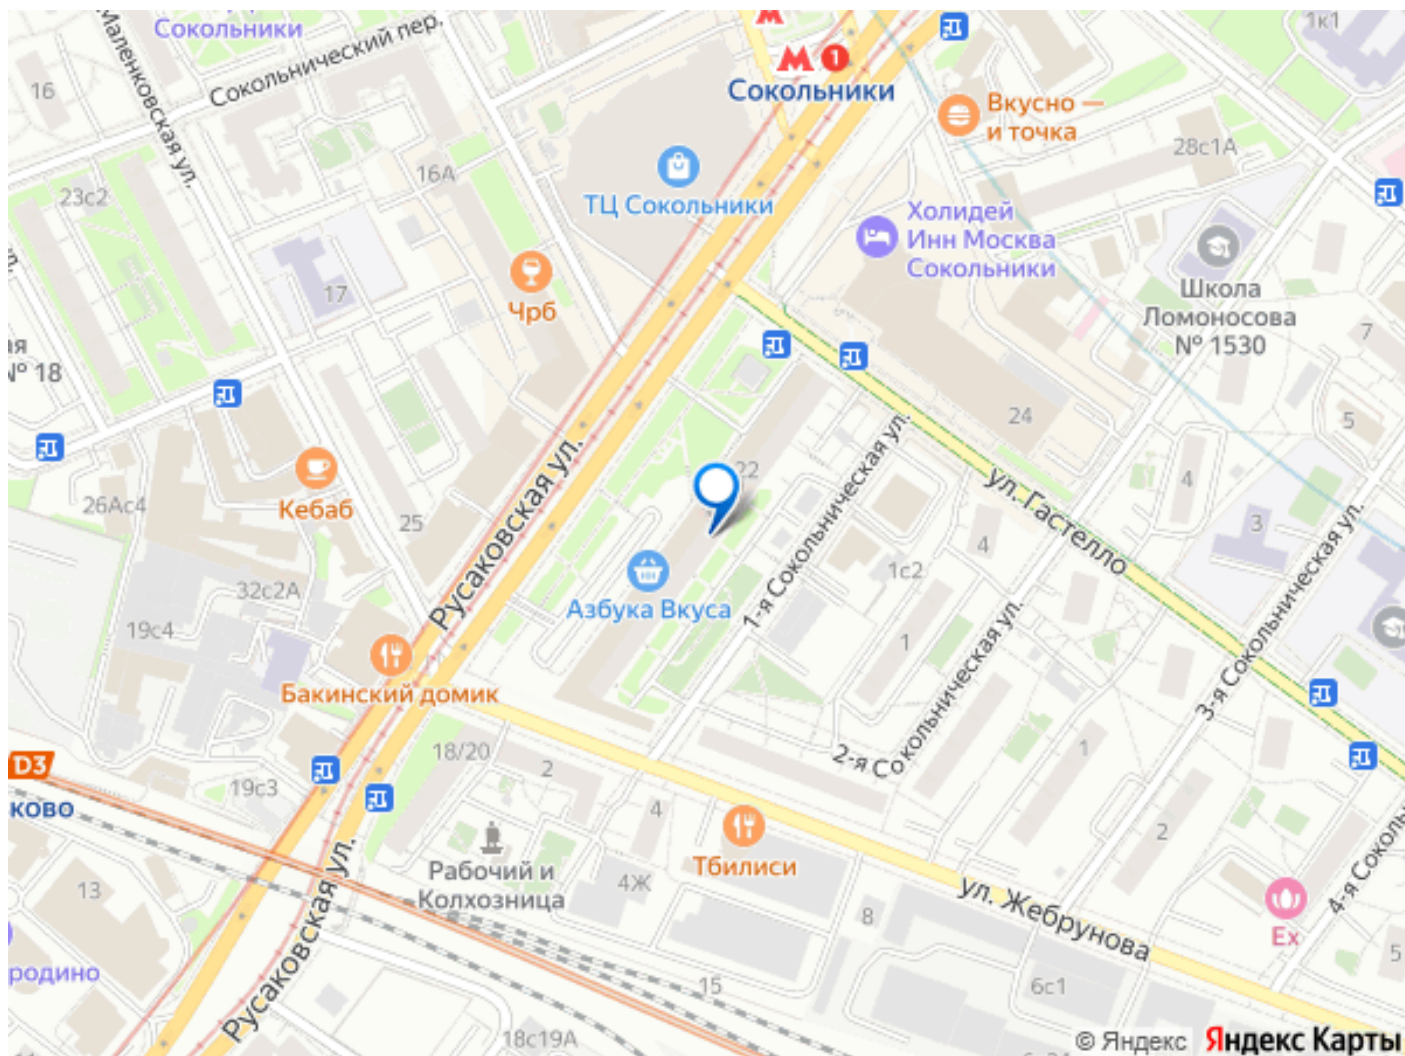 Сокольники
Сокольнический пер.
Маленковская ул.
16
1
Сокольники
Вкусно —
и точка
1к1
28с1А
16А
23с2
ТЦ Сокольники
Холидей
Инн Москва
Сокольники
Школа
Ломоносова
№ 1530
17
Чрб
7
ая
№ 18
5
24
22
4
Кебаб
25
26Ас4
Русаковская ул.
1-я Сокольническая ул.
ул. Гастелло
3
4
1с2
32с2А
19с4
Азбука Вкуса
1
2-я Сокольническая ул.
3-я Сокольническая ул.
Бакинский домик
18/20
2
1
D3
ково
19с3
4
2
Тбилиси
4-я Соколь
Рабочий и
Колхозница
4Ж
13
8
ул. Жебрунова
Ex
5
родино
Русаковская ул.
15
6с1
18с19А
© Яндекс Яндекс Карты